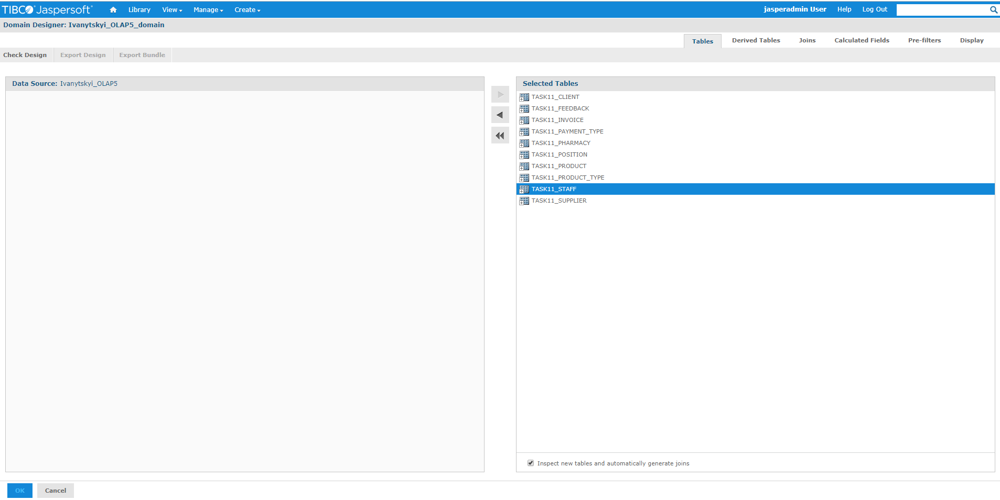 TIBCO Jaspersoft Library View Manage Create jasperadmin User Help Log Out
Domain Designer: Ivanytskyi_OLAP5_domain
Tables Derived Tables Joins Calculated Fields Pre-filters Display
Check Design Export Design Export Bundle
Data Source: Ivanytskyi_OLAP5
Selected Tables
TASK11_CLIENT
TASK11_FEEDBACK
TASK11_INVOICE
TASK11_PAYMENT_TYPE
TASK11_PHARMACY
TASK11_POSITION
TASK11_PRODUCT
TASK11_PRODUCT_TYPE
TASK11_STAFF
TASK11_SUPPLIER
Inspect new tables and automatically generate joins
OK Cancel